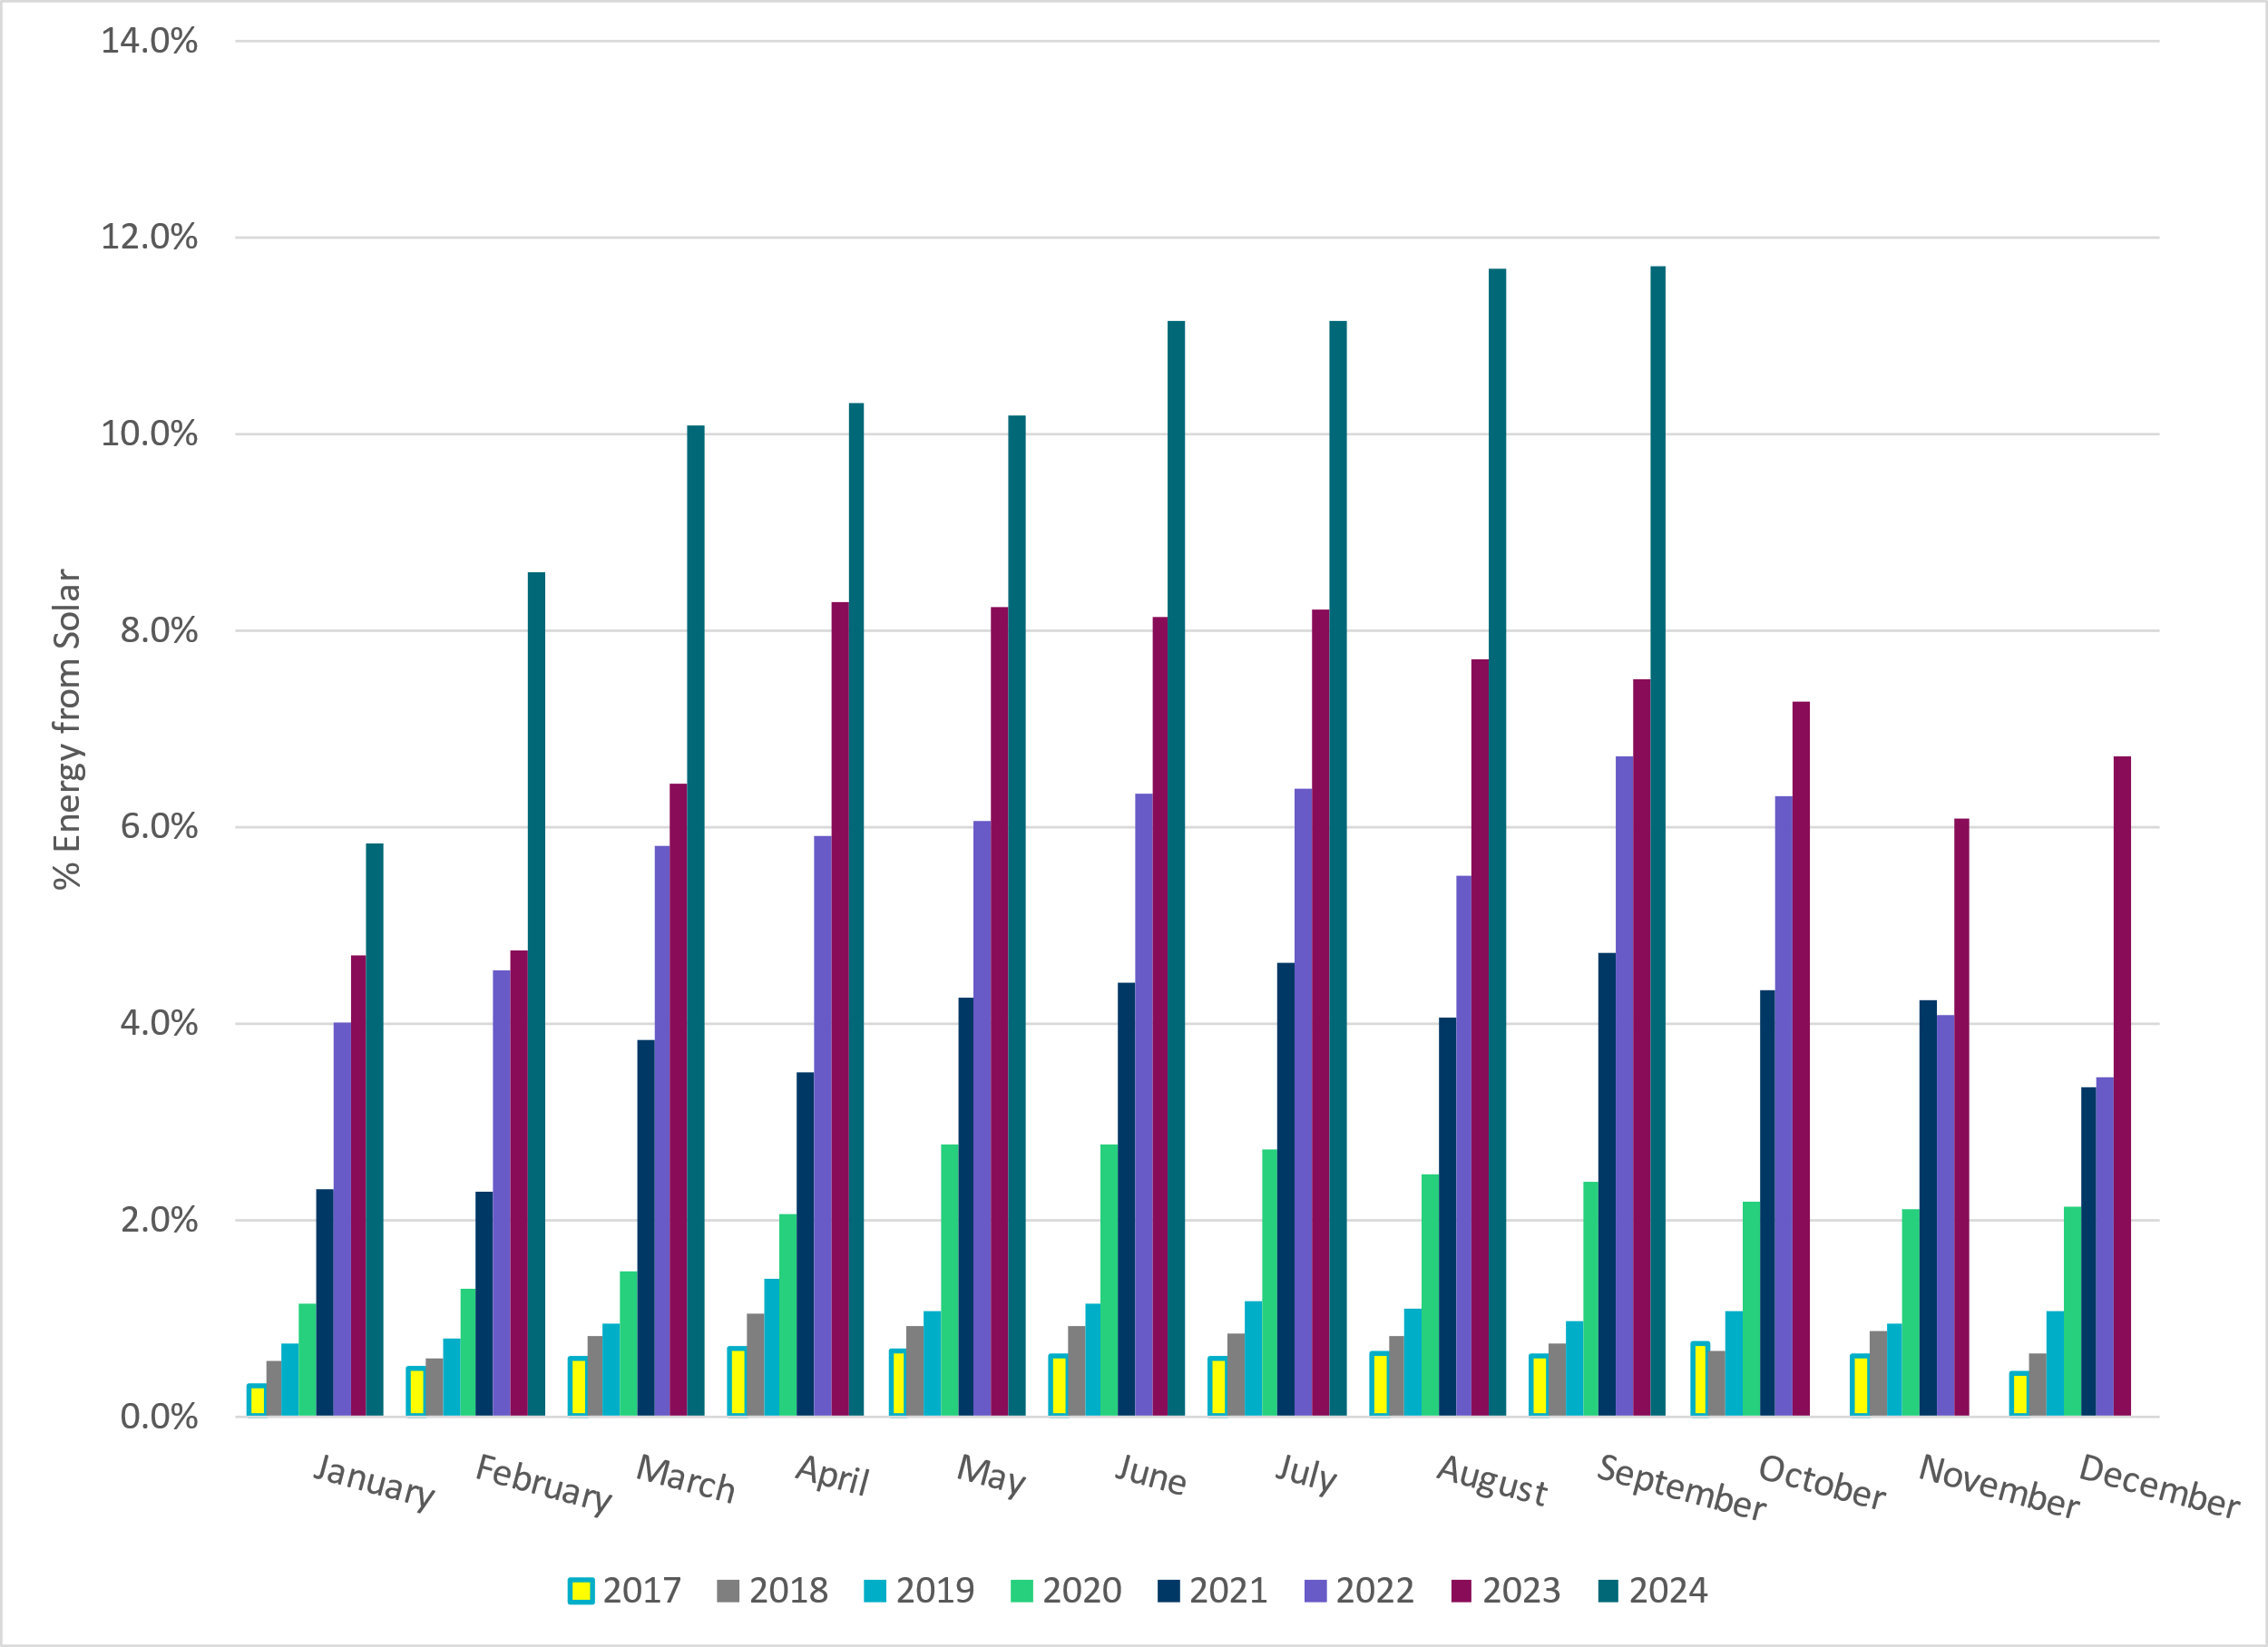 14.0%
12.0%
10.0%
8.0%
6.0%
4.0%
2.0%
0.0%
% Energy from Solar
January February March April May June July August September October November December
2017 2018 2019 2020 2021 2022 2023 2024